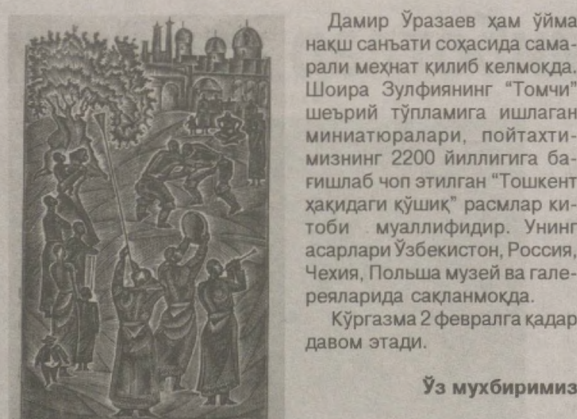 Дамир Ўразаев ҳам ўйма
нақш санъати соҳасида сама-
рали меҳнат қилиб келмоқда.
Шоира Зулфиянинг “Томчи”
шеърий тўпламига ишлаган
миниатюралари, пойтахти-
мизнинг 2200 йиллигига ба-
ғишлаб чоп этилган “Тошкент
ҳақидаги қўшиқ” расмлар ки-
тоби муаллифидир. Унинг
асарлари Ўзбекистон, Россия,
Чехия, Польша музей ва гале-
реяларида сақланмоқда.
Кўргазма 2 февралга қадар
давом этади.
Ўз мухбиримиз